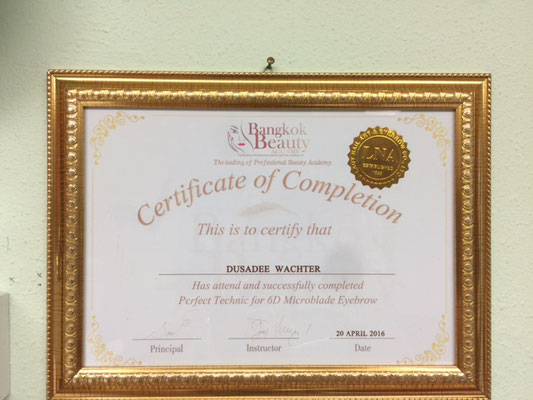 Bangkok
Beauty
The leading of Professional Beauty Academy
LNA
Certificate of Completion
This is to certify that
DUSADEE WACHTER
Has attend and successfully completed
Perfect Technic for 6D Microblade Eyebrow
20 APRIL 2016
Principal Instructor Date